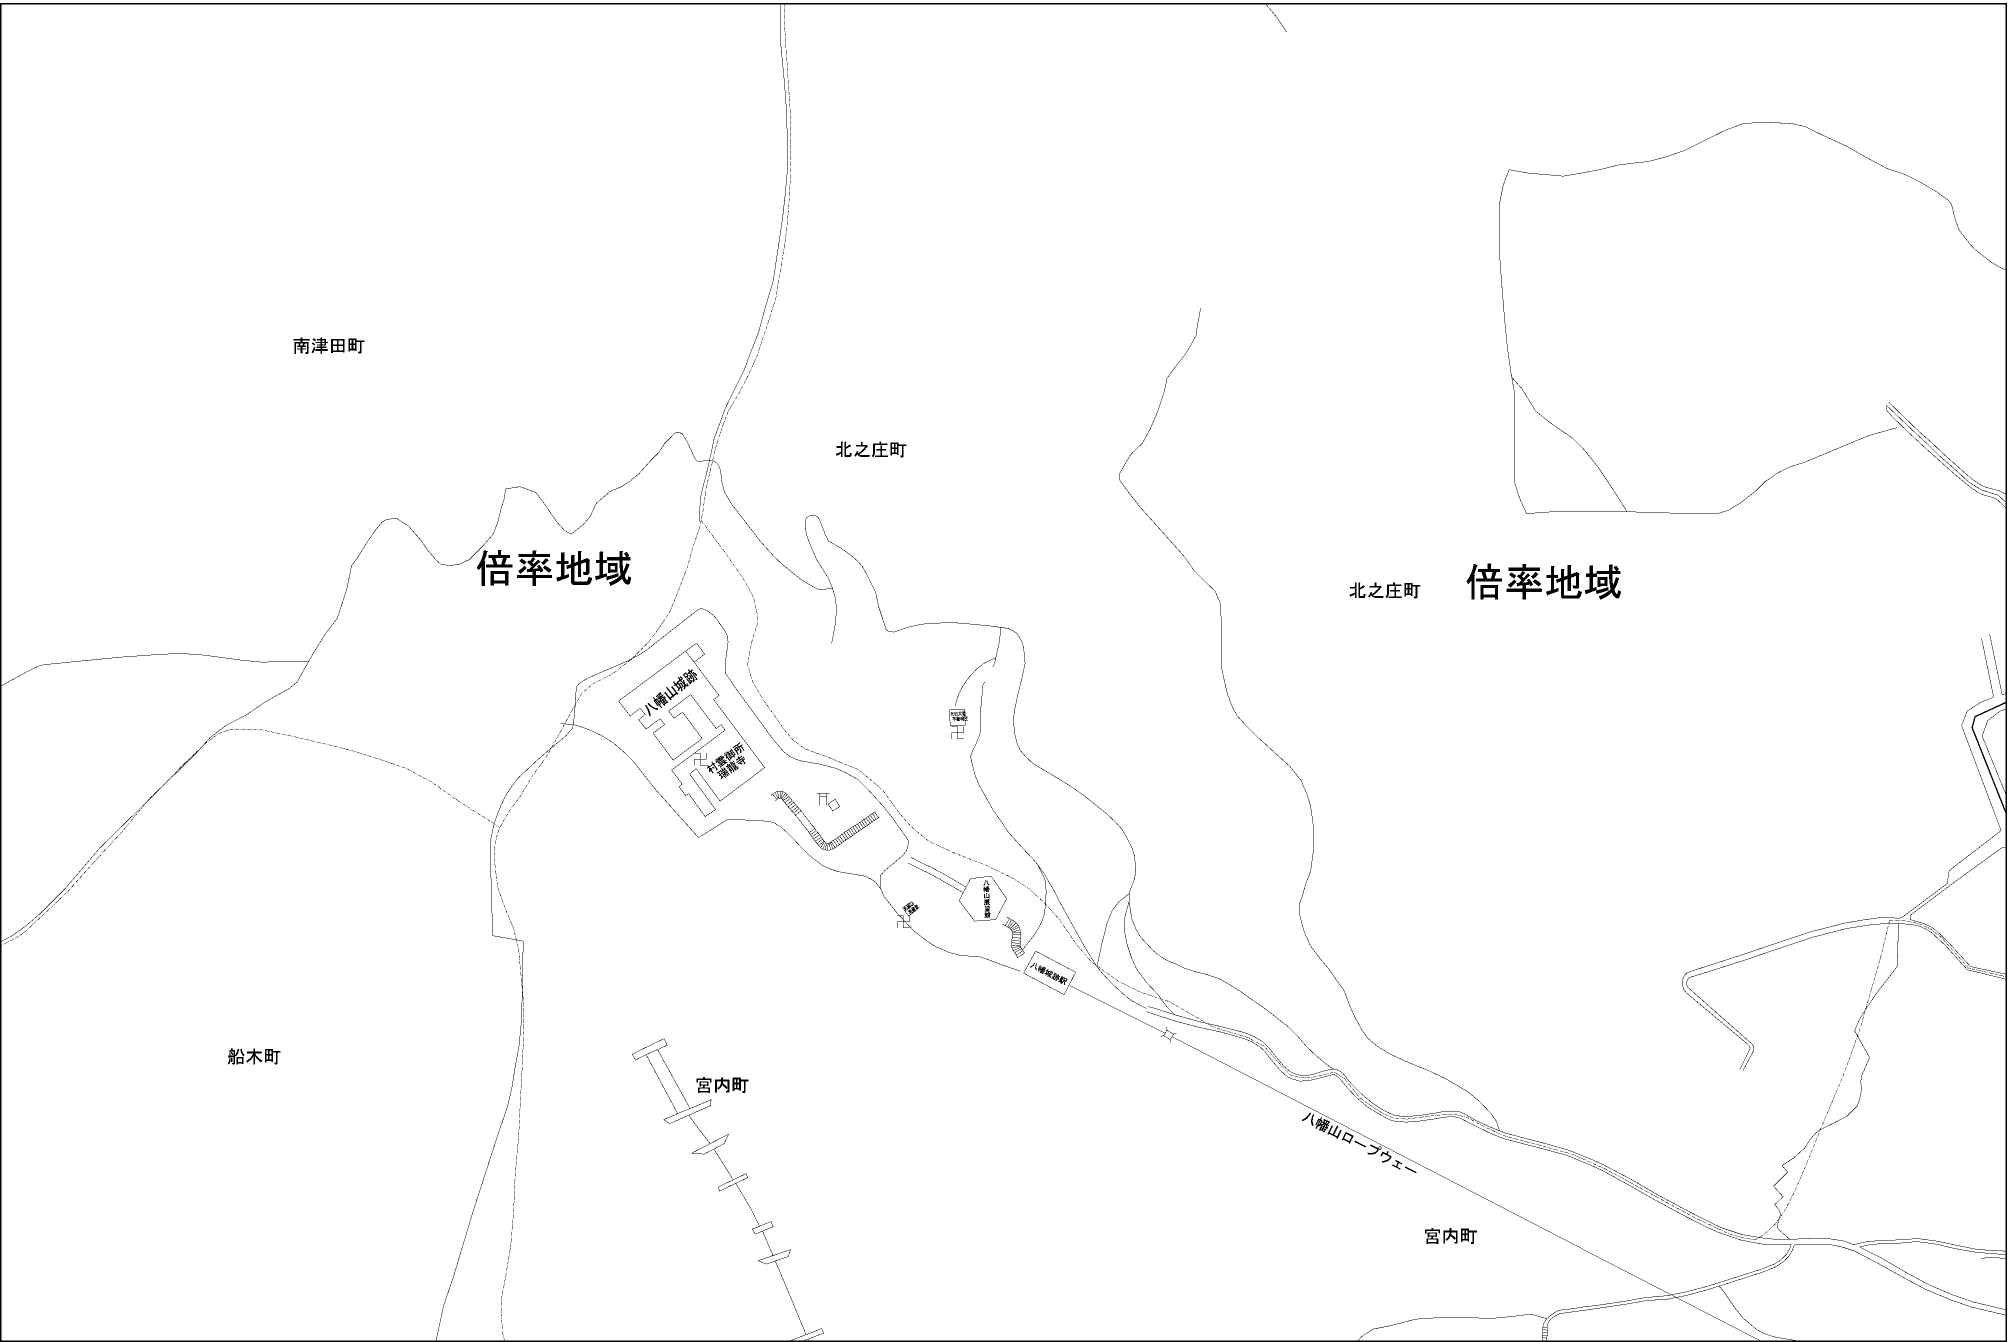 南津田町
北之庄町
倍率地域
北之庄町
倍率地域
八幡山城跡
村雲御所
瑞龍寺
八幡山展望館
八幡城跡駅
船木町
宮内町
八幡山ロープウェー
宮内町